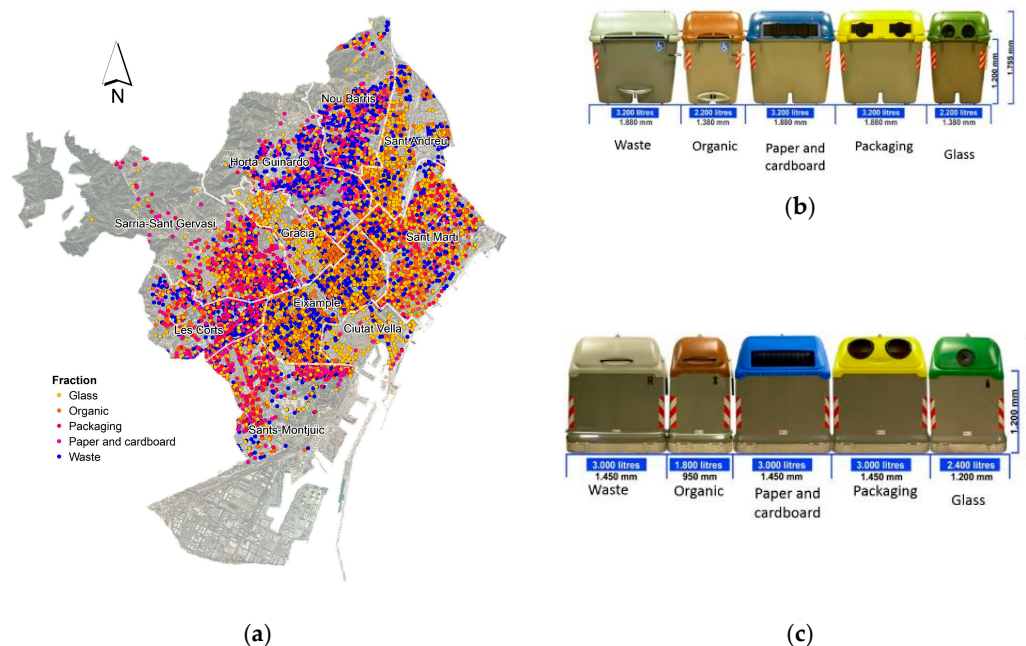 N
Nou Barris
Sant Andreu
Horta-Guinardo
Sarria-Sant Gervasi
Gracia
Sant Marti
Eixample
Les Corts
Ciutat Vella
Sants-Montjuic
Fraction
Glass
Organic
Packaging
Paper and cardboard
Waste
(a)
1.200 mm
1.755 mm
3.200 litres
2.200 litres
3.200 litres
3.200 litres
2.200 litres
1.880 mm
1.380 mm
1.880 mm
1.880 mm
1.380 mm
Waste
Organic
Paper and
cardboard
Packaging
Glass
(b)
R
1.200 mm
3.000 litres
1.800 litres
3.000 litres
3.000 litres
2.400 litres
1.450 mm
950 mm
1.450 mm
1.450 mm
1.200 mm
Waste
Organic
Paper and
cardboard
Packaging
Glass
(c)